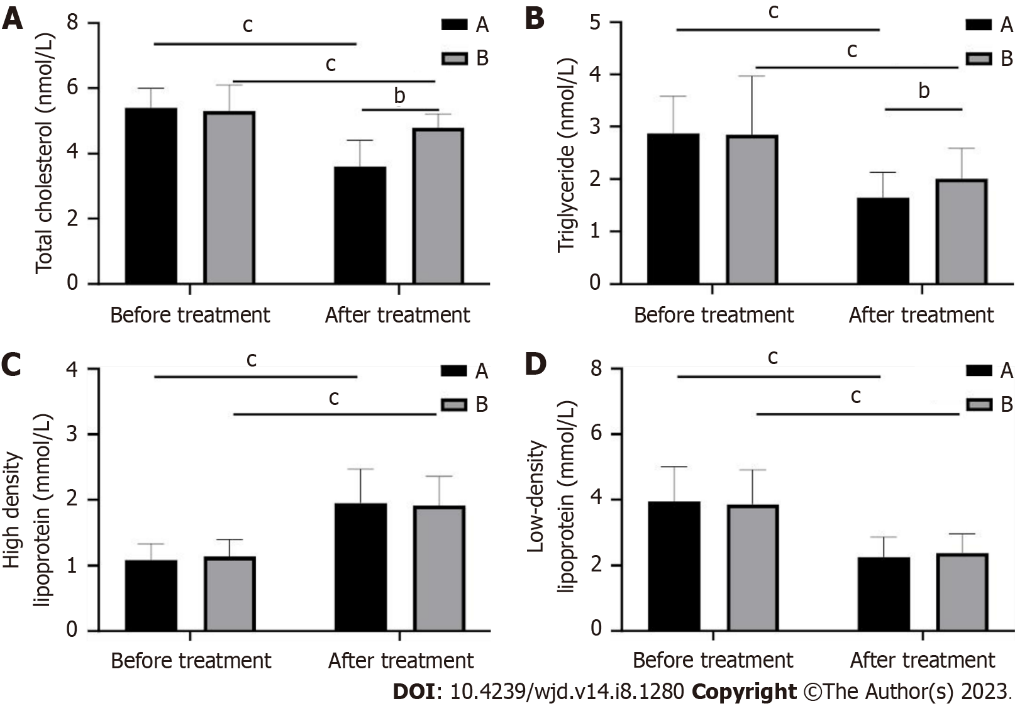 A
Total cholesterol (nmol/L)
8
6
4
2
0
c
c
b
A
B
Before treatment
After treatment
B
Triglyceride (nmol/L)
5
4
3
2
1
0
c
c
b
A
B
Before treatment
After treatment
C
High density
lipoprotein (mmol/L)
4
3
2
1
0
c
c
A
B
Before treatment
After treatment
D
Low-density
lipoprotein (mmol/L)
8
6
4
2
0
c
c
A
B
Before treatment
After treatment
DOI: 10.4239/wjd.v14.i8.1280 Copyright ©The Author(s) 2023.